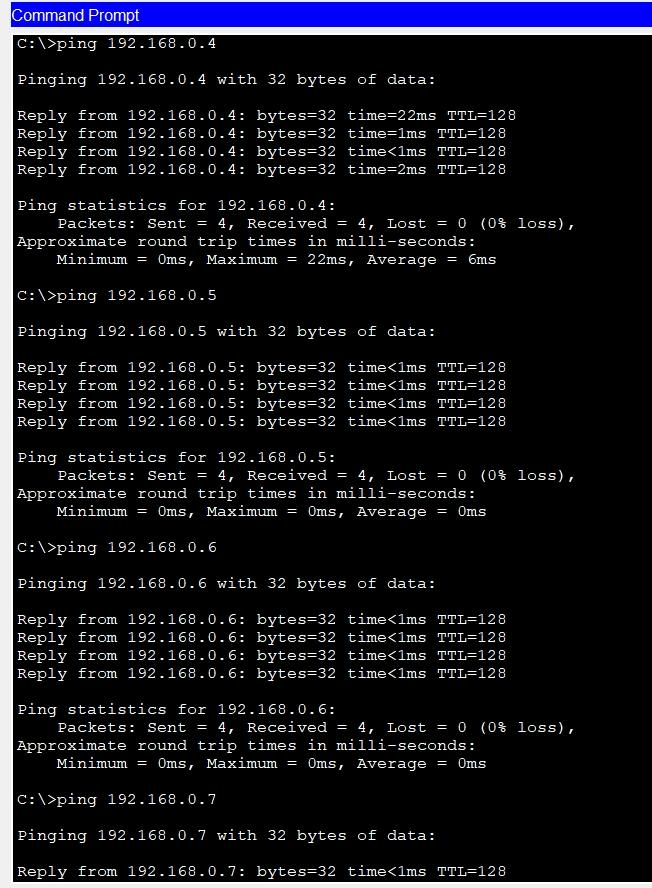 Command Prompt
C:\>ping 192.168.0.4
Pinging 192.168.0.4 with 32 bytes of data:
Reply from 192.168.0.4: bytes=32 time=22ms TTL=128
Reply from 192.168.0.4: bytes=32 time=1ms TTL=128
Reply from 192.168.0.4: bytes=32 time<1ms TTL=128
Reply from 192.168.0.4: bytes=32 time=2ms TTL=128
Ping statistics for 192.168.0.4:
Packets: Sent = 4, Received = 4, Lost = 0 (0% loss),
Approximate round trip times in milli-seconds:
Minimum = 0ms, Maximum = 22ms, Average = 6ms
C:\>ping 192.168.0.5
Pinging 192.168.0.5 with 32 bytes of data:
Reply from 192.168.0.5: bytes=32 time<1ms TTL=128
Reply from 192.168.0.5: bytes=32 time<1ms TTL=128
Reply from 192.168.0.5: bytes=32 time<1ms TTL=128
Reply from 192.168.0.5: bytes=32 time<1ms TTL=128
Ping statistics for 192.168.0.5:
Packets: Sent = 4, Received = 4, Lost = 0 (0% loss),
Approximate round trip times in milli-seconds:
Minimum = 0ms, Maximum = 0ms, Average = 0ms
C:\>ping 192.168.0.6
Pinging 192.168.0.6 with 32 bytes of data:
Reply from 192.168.0.6: bytes=32 time<1ms TTL=128
Reply from 192.168.0.6: bytes=32 time<1ms TTL=128
Reply from 192.168.0.6: bytes=32 time<1ms TTL=128
Reply from 192.168.0.6: bytes=32 time<1ms TTL=128
Ping statistics for 192.168.0.6:
Packets: Sent = 4, Received = 4, Lost = 0 (0% loss),
Approximate round trip times in milli-seconds:
Minimum = 0ms, Maximum = 0ms, Average = 0ms
C:\>ping 192.168.0.7
Pinging 192.168.0.7 with 32 bytes of data:
Reply from 192.168.0.7: bytes=32 time<1ms TTL=128